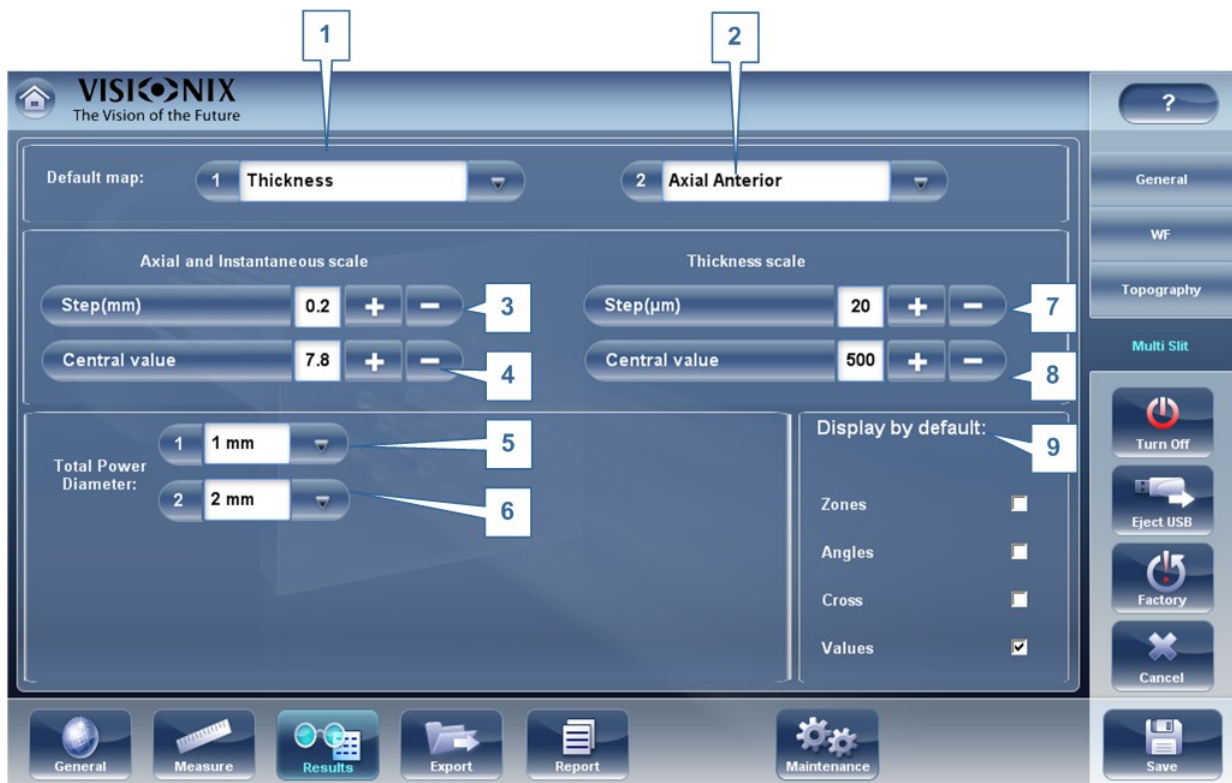 1
2
VISIONIX
The Vision of the Future
?
Default map:
1 Thickness
2 Axial Anterior
General
WF
Topography
Multi Slit
Axial and Instantaneous scale
Thickness scale
Step(mm) 0.2 + − 3
Step(µm) 20 + − 7
Central value 7.8 + − 4
Central value 500 + − 8
Total Power
Diameter:
1 1 mm 5
2 2 mm 6
Display by default: 9
Zones
Angles
Cross
Values
Turn Off
Eject USB
Factory
Cancel
General
Measure
Results
Export
Report
Maintenance
Save